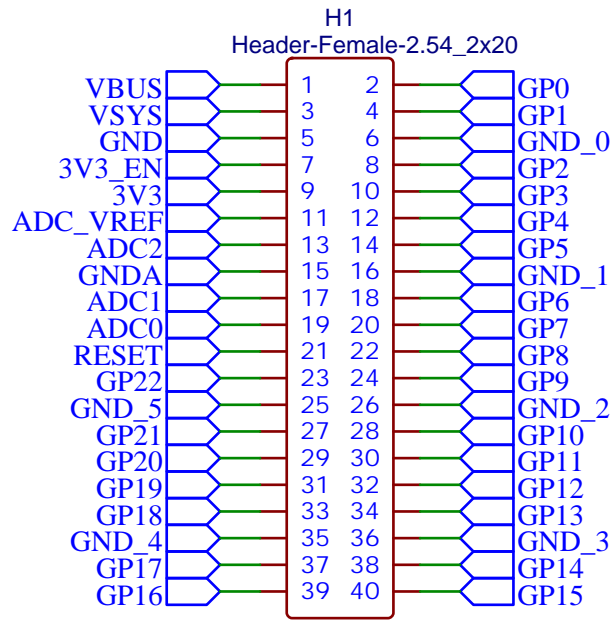 H1
Header-Female-2.54_2x20
VBUS 1 2 GP0
VSYS 3 4 GP1
GND 5 6 GND_0
3V3_EN 7 8 GP2
3V3 9 10 GP3
ADC_VREF 11 12 GP4
ADC2 13 14 GP5
GNDA 15 16 GND_1
ADC1 17 18 GP6
ADC0 19 20 GP7
RESET 21 22 GP8
GP22 23 24 GP9
GND_5 25 26 GND_2
GP21 27 28 GP10
GP20 29 30 GP11
GP19 31 32 GP12
GP18 33 34 GP13
GND_4 35 36 GND_3
GP17 37 38 GP14
GP16 39 40 GP15